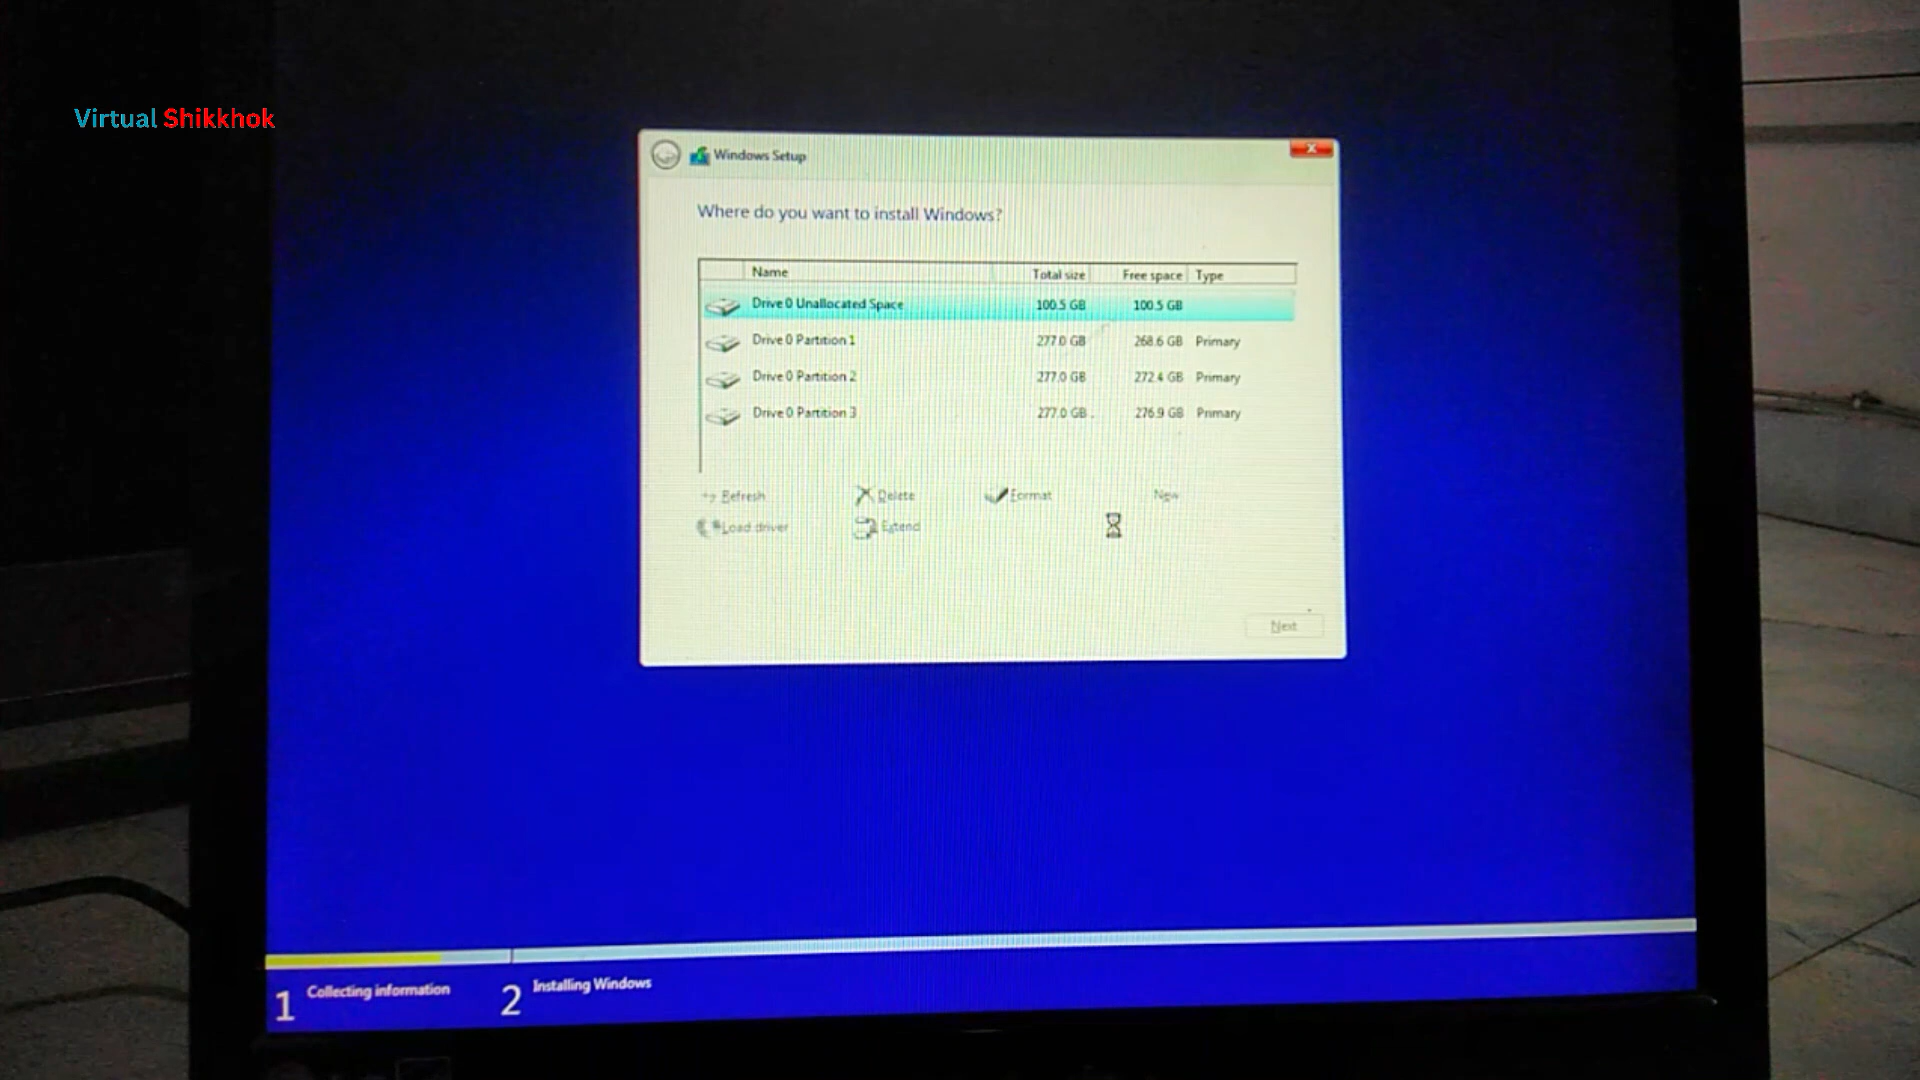 Virtual Shikkhok
Windows Setup
Where do you want to install Windows?
Name Total size Free space Type
Drive 0 Unallocated Space 100.5 GB 100.5 GB
Drive 0 Partition 1 277.0 GB 268.6 GB Primary
Drive 0 Partition 2 277.0 GB 272.4 GB Primary
Drive 0 Partition 3 277.0 GB 276.9 GB Primary
Refresh Delete Format New
Load driver Extend
Next
1 Collecting information 2 Installing Windows